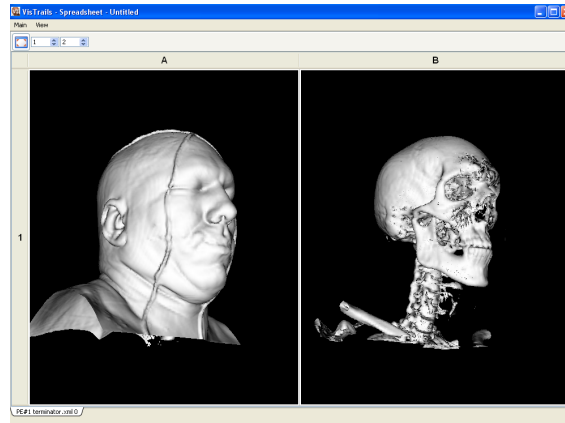 VisTrails - Spreadsheet - Untitled
Main View
1 2
A B
1
PE#1 terminator.xml 0